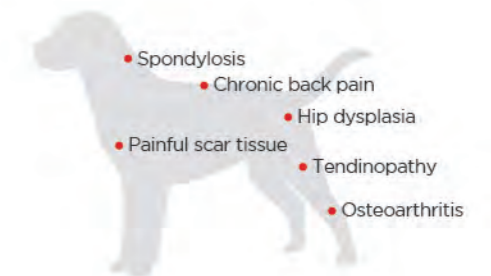 Spondylosis
Chronic back pain
Hip dysplasia
Painful scar tissue
Tendinopathy
Osteoarthritis